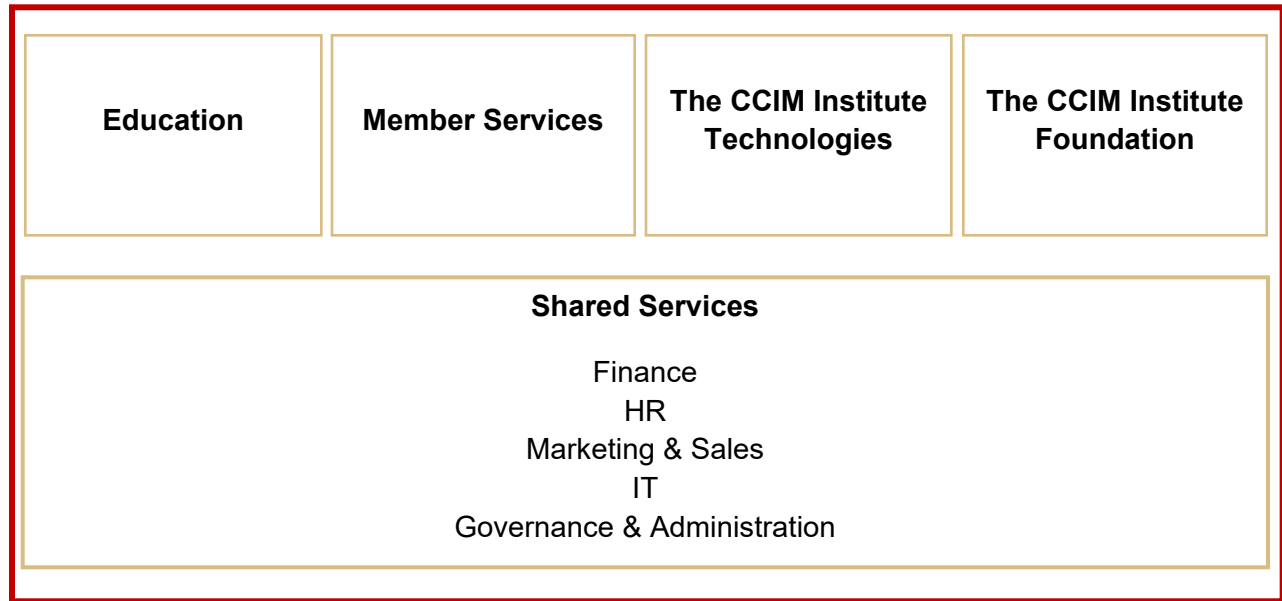 Education
Member Services
The CCIM Institute
Technologies
The CCIM Institute
Foundation
Shared Services
Finance
HR
Marketing & Sales
IT
Governance & Administration